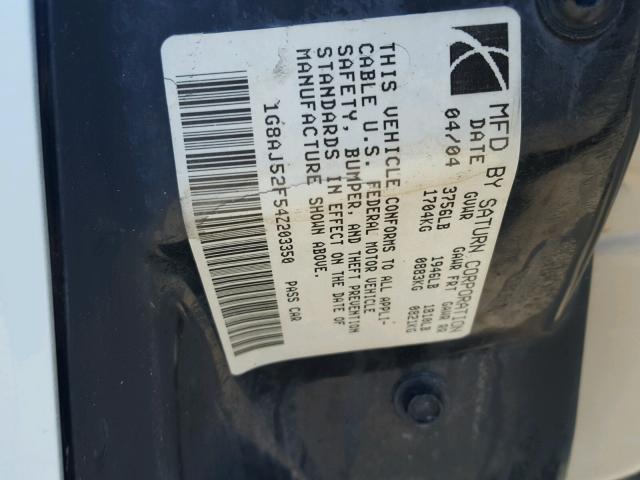 MFD BY SATURN CORPORATION
DATE GVWR GAWR FRT GAWR RR
04/04 3756LB 1946LB 1810LB
1704KG 0883KG 0821KG
THIS VEHICLE CONFORMS TO ALL APPLI-
CABLE U.S. FEDERAL MOTOR VEHICLE
SAFETY, BUMPER, AND THEFT PREVENTION
STANDARDS IN EFFECT ON THE DATE OF
MANUFACTURE SHOWN ABOVE.
1G8AJ52F54Z203350 PASS CAR